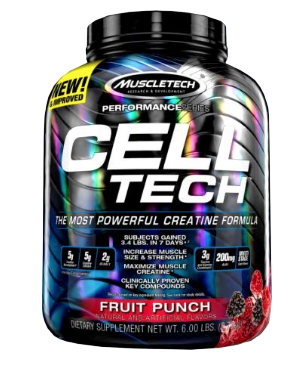 NEW!
& IMPROVED
MUSCLETECH
RESEARCH & DEVELOPMENT
PERFORMANCE SERIES
CELL
TECH
THE MOST POWERFUL CREATINE FORMULA
SUBJECTS GAINED
3.4 LBS. IN 7 DAYS
INCREASE MUSCLE
SIZE & STRENGTH
MAXIMIZE MUSCLE
CREATINE
CLINICALLY PROVEN
KEY COMPOUNDS
5g
5g
2g
3g
200mg
FRUIT PUNCH
NATURAL AND ARTIFICIAL FLAVORS
DIETARY SUPPLEMENT NET WT. 6.00 LBS.